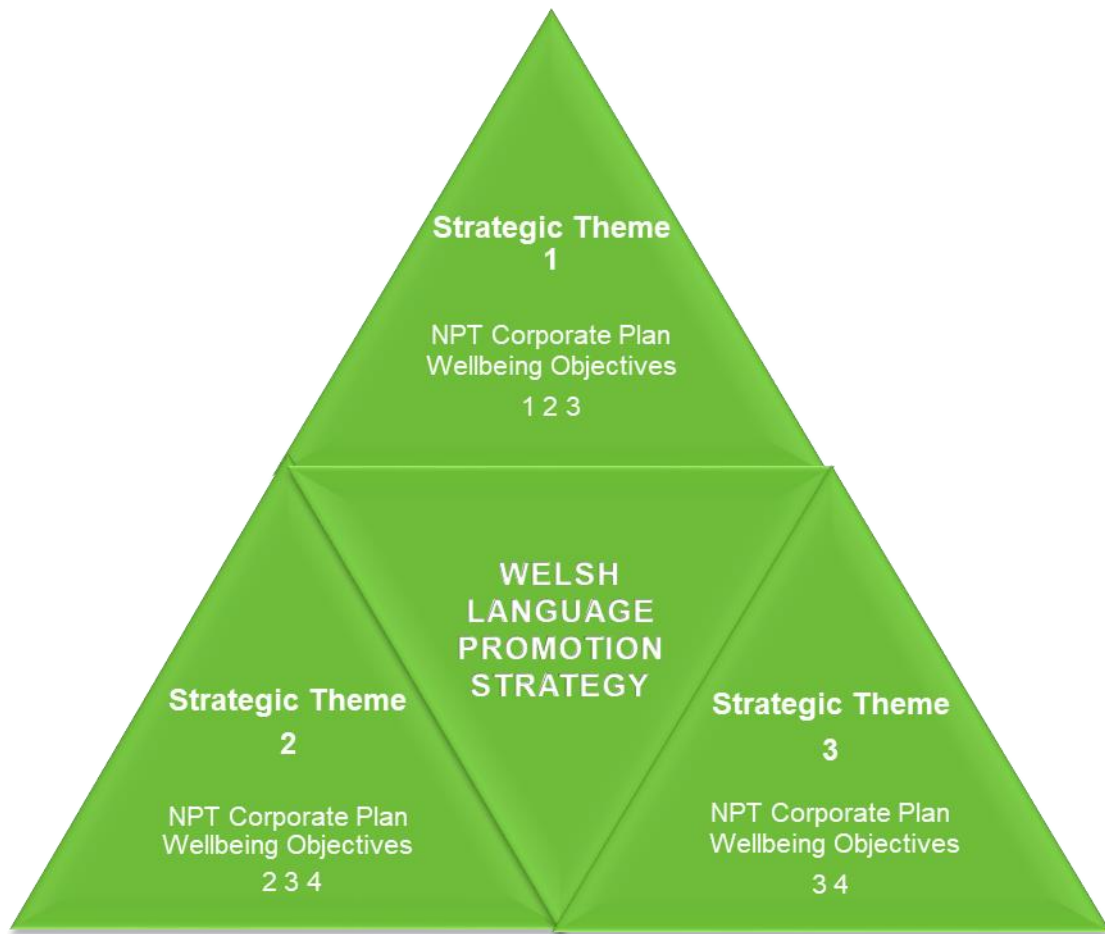 Strategic Theme
1
NPT Corporate Plan
Wellbeing Objectives
1 2 3
WELSH
LANGUAGE
PROMOTION
STRATEGY
Strategic Theme
2
NPT Corporate Plan
Wellbeing Objectives
2 3 4
Strategic Theme
3
NPT Corporate Plan
Wellbeing Objectives
3 4